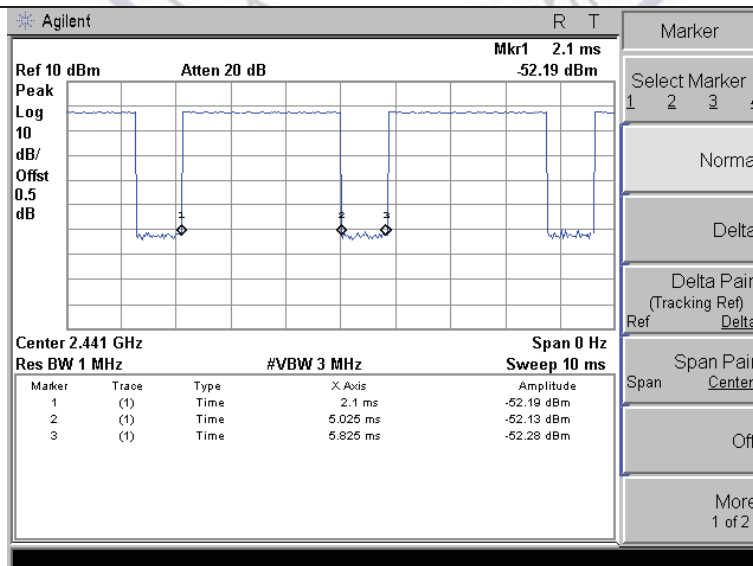 Agilent R T
Mkr1 2.1 ms
Ref 10 dBm Atten 20 dB -52.19 dBm
Peak
Log
10
dB/
Offst
0.5
dB
1 2 3
Center 2.441 GHz Span 0 Hz
Res BW 1 MHz #VBW 3 MHz Sweep 10 ms
Marker Trace Type X Axis Amplitude
1 (1) Time 2.1 ms -52.19 dBm
2 (1) Time 5.025 ms -52.13 dBm
3 (1) Time 5.825 ms -52.28 dBm
Marker
Select Marker
1 2 3
Norma
Delta
Delta Pair
(Tracking Ref)
Ref Delta
Span Pair
Span Center
Off
More
1 of 2